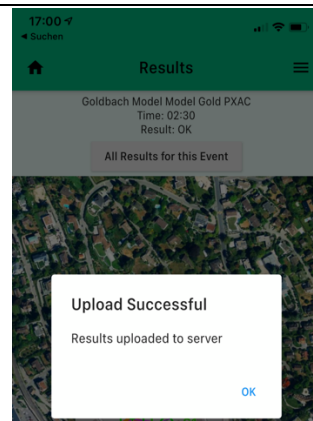 17:00
◀ Suchen
Results
Goldbach Model Model Gold PXAC
Time: 02:30
Result: OK
All Results for this Event
Upload Successful
Results uploaded to server
OK